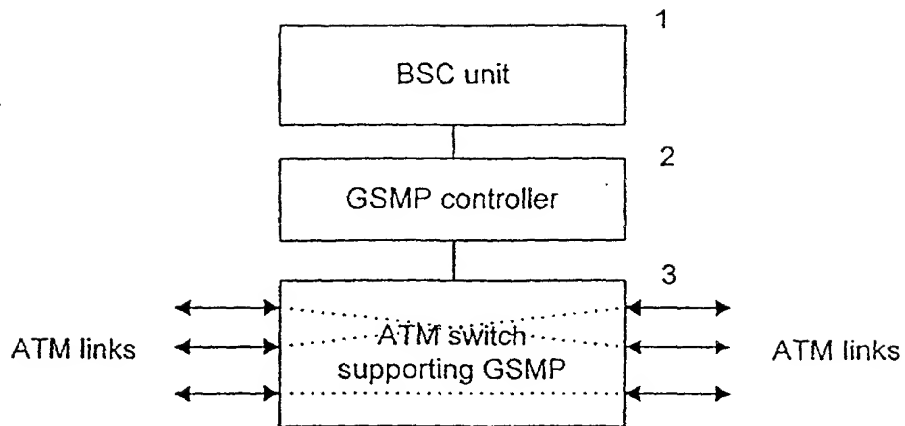 1
BSC unit
2
GSMP controller
3
ATM links
ATM switch
supporting GSMP
ATM links